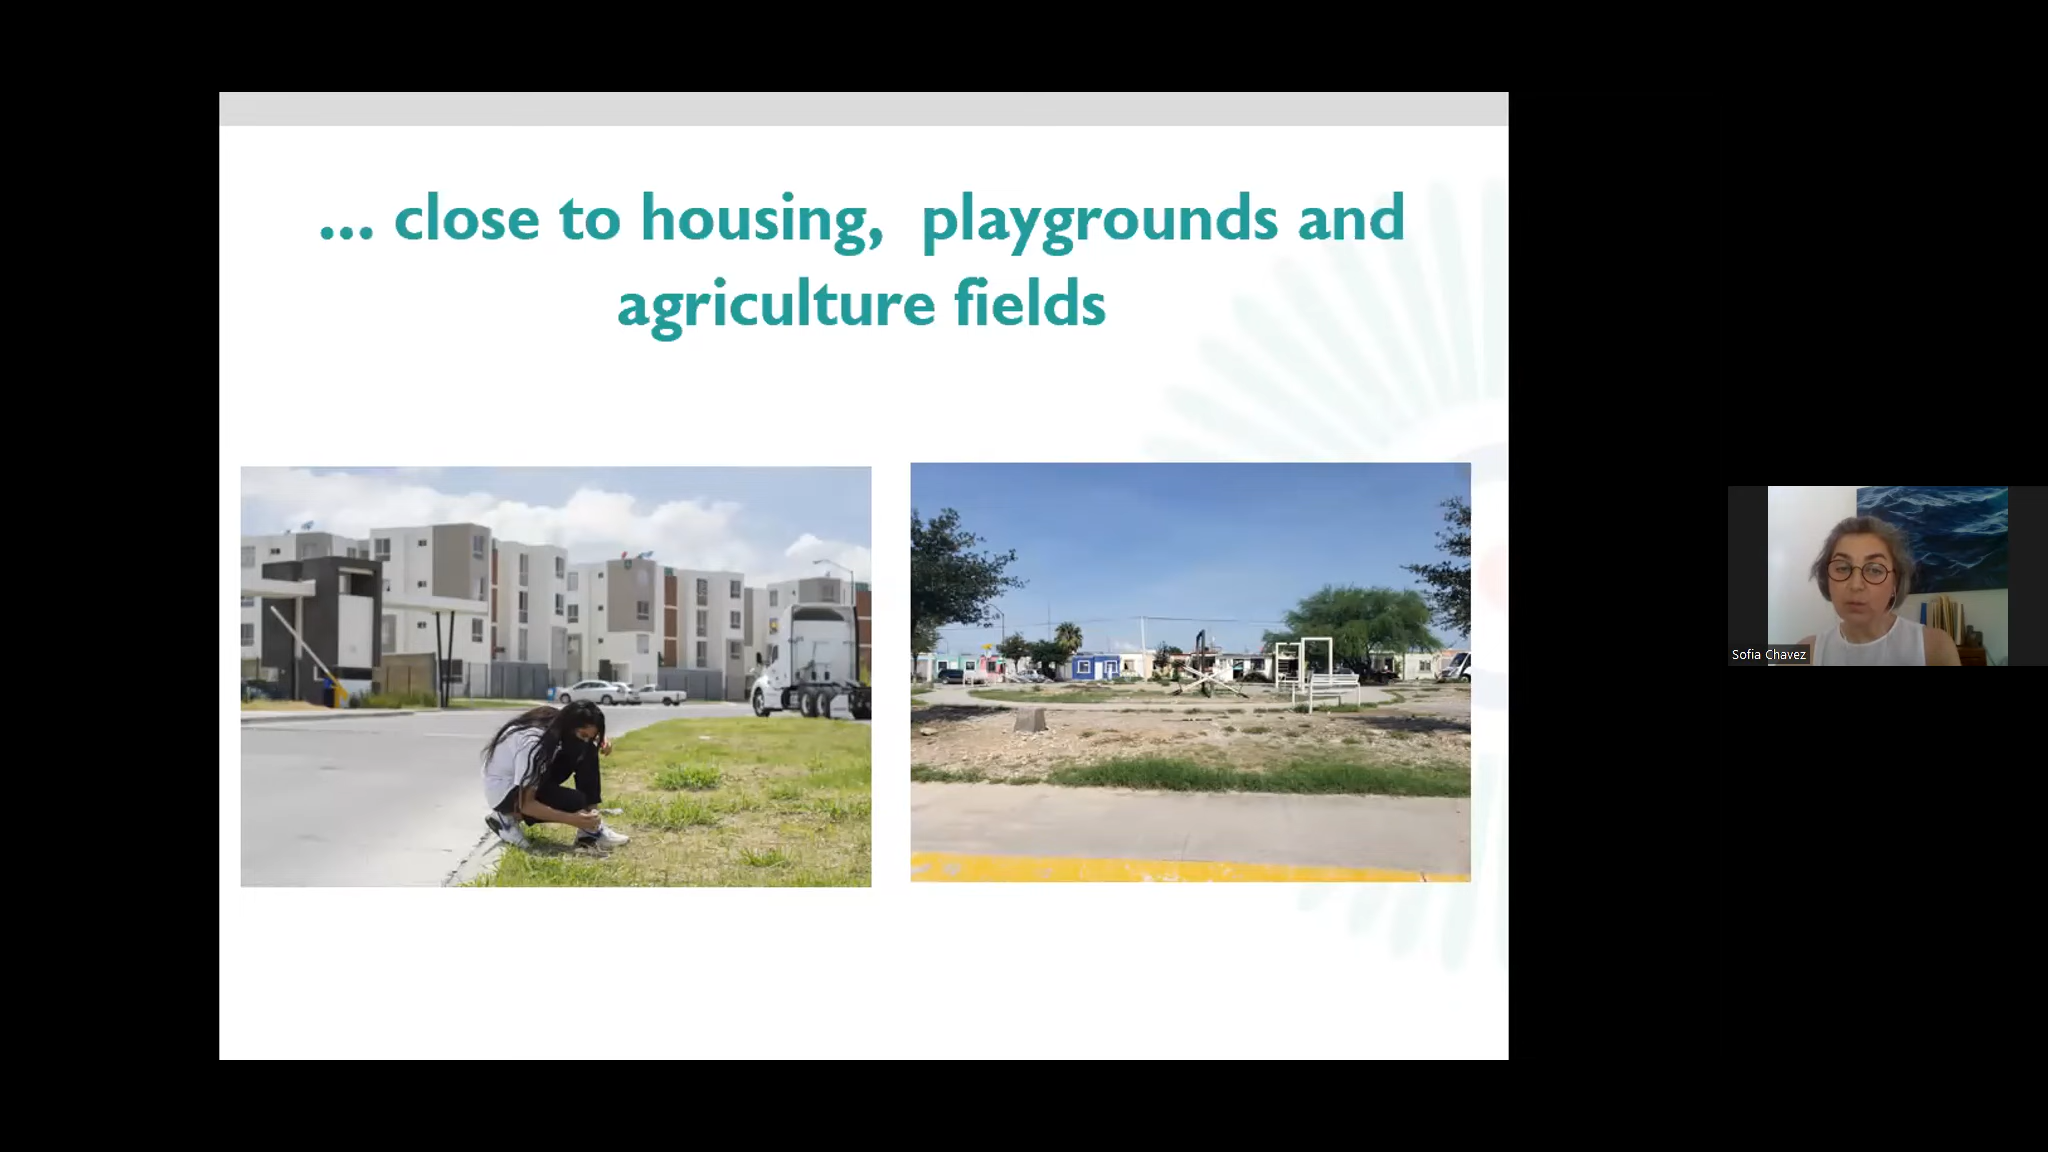 ... close to housing,  playgrounds and
agriculture fields
Sofia Chavez